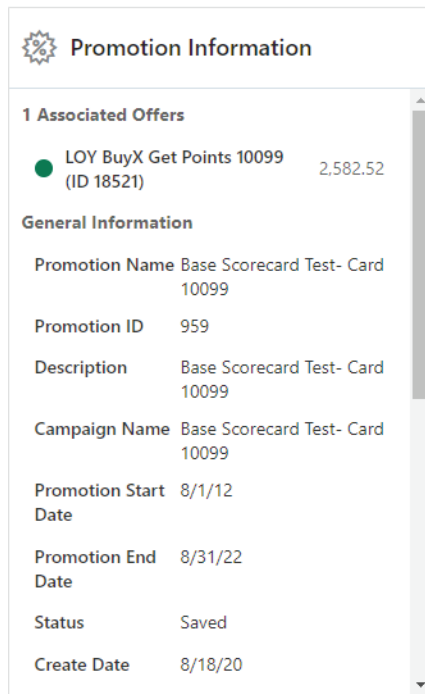 Promotion Information
1 Associated Offers
LOY BuyX Get Points 10099 2,582.52
(ID 18521)
General Information
Promotion Name Base Scorecard Test- Card
10099
Promotion ID 959
Description Base Scorecard Test- Card
10099
Campaign Name Base Scorecard Test- Card
10099
Promotion Start 8/1/12
Date
Promotion End 8/31/22
Date
Status Saved
Create Date 8/18/20